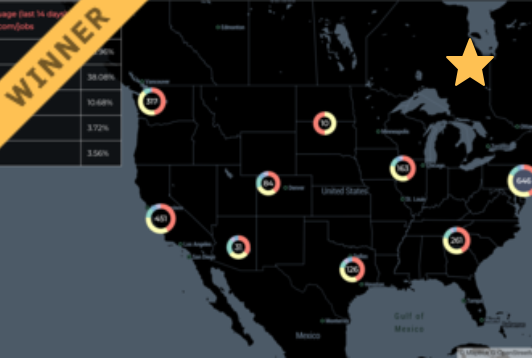 vage (last 14 days)
com/jobs
WINNER
96%
38.08%
10.68%
3.72%
3.56%
Edmonton
Vancouver
377
10
Minneapolis
163
Chicago
646
84
Denver
United States
St. Louis
451
Los Angeles
San Diego
31
261
126
Dallas
Houston
Gulf of
Mexico
Monterrey
Mexico